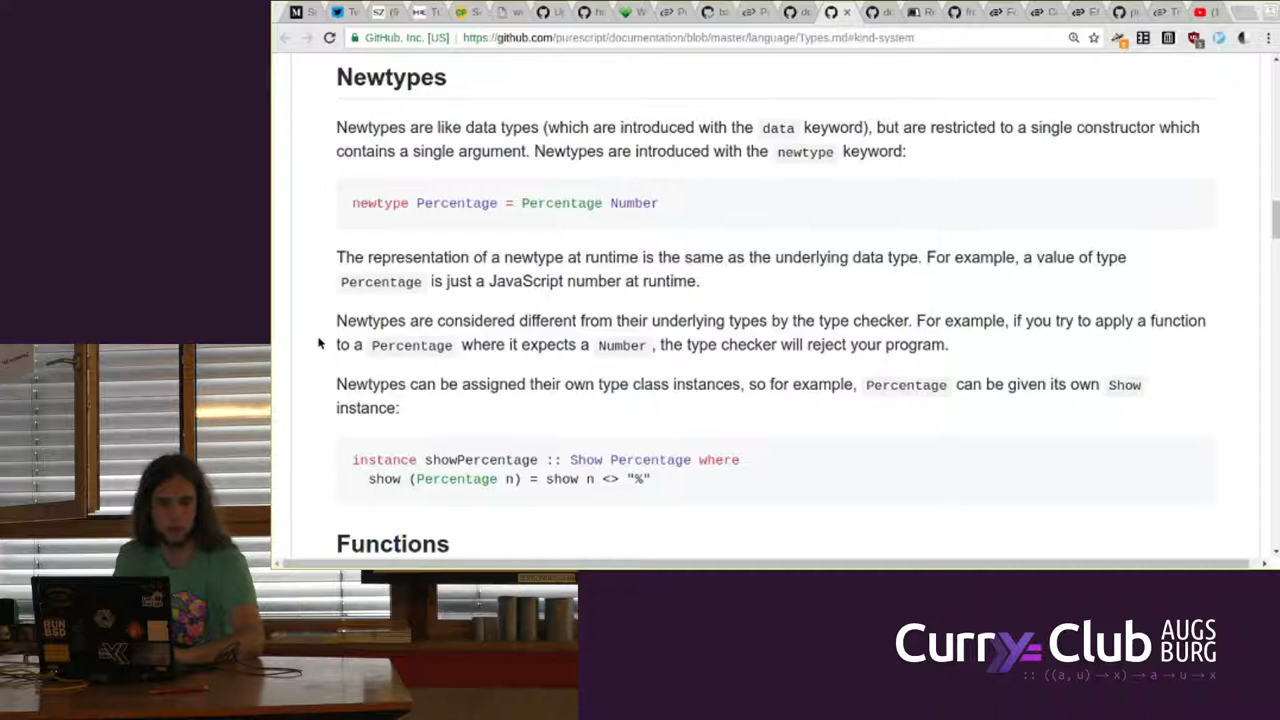 GitHub, Inc. [US] https://github.com/purescript/documentation/blob/master/language/Types.md#kind-system
Newtypes
Newtypes are like data types (which are introduced with the data keyword), but are restricted to a single constructor which
contains a single argument. Newtypes are introduced with the newtype keyword:
newtype Percentage = Percentage Number
The representation of a newtype at runtime is the same as the underlying data type. For example, a value of type
Percentage is just a JavaScript number at runtime.
Newtypes are considered different from their underlying types by the type checker. For example, if you try to apply a function
to a Percentage where it expects a Number , the type checker will reject your program.
Newtypes can be assigned their own type class instances, so for example, Percentage can be given its own Show
instance:
instance showPercentage :: Show Percentage where
show (Percentage n) = show n <> "%"
Functions
RUN
BSD
Curry Club AUGS
BURG
:: ((a, u) → x) → a → u → x